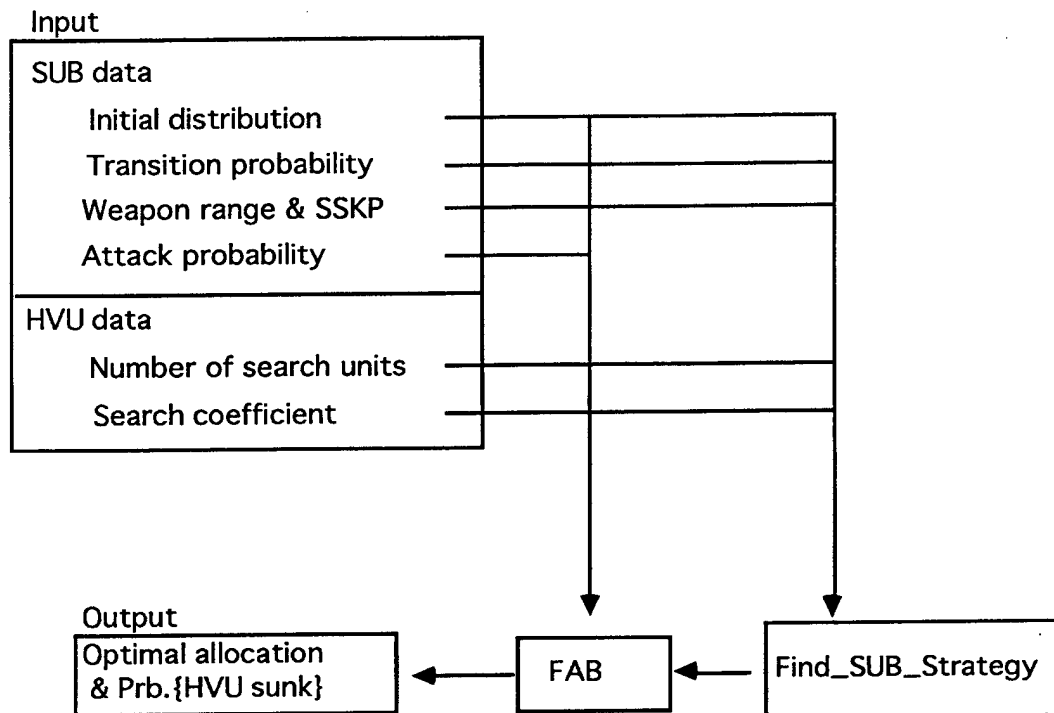 Input
SUB data
Initial distribution
Transition probability
Weapon range & SSKP
Attack probability
HVU data
Number of search units
Search coefficient
Output
Optimal allocation
& Prb.{HVU sunk}
FAB
Find_SUB_Strategy